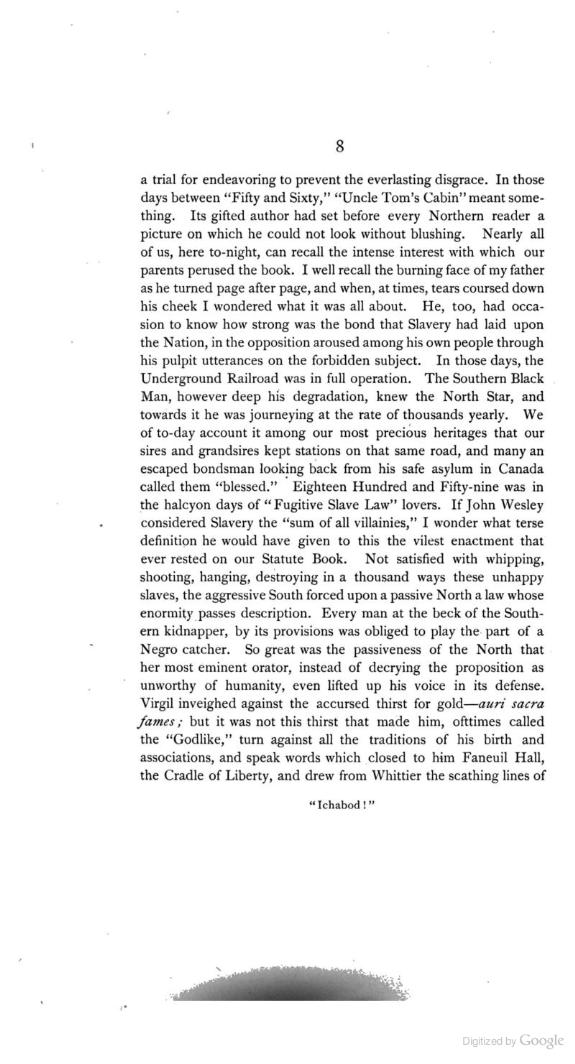 8
a trial for endeavoring to prevent the everlasting disgrace. In those
days between "Fifty and Sixty," "Uncle Tom's Cabin" meant some-
thing. Its gifted author had set before every Northern reader a
picture on which he could not look without blushing. Nearly all
of us, here to-night, can recall the intense interest with which our
parents perused the book. I well recall the burning face of my father
as he turned page after page, and when, at times, tears coursed down
his cheek I wondered what it was all about. He, too, had occa-
sion to know how strong was the bond that Slavery had laid upon
the Nation, in the opposition aroused among his own people through
his pulpit utterances on the forbidden subject. In those days, the
Underground Railroad was in full operation. The Southern Black
Man, however deep his degradation, knew the North Star, and
towards it he was journeying at the rate of thousands yearly. We
of to-day account it among our most precious heritages that our
sires and grandsires kept stations on that same road, and many an
escaped bondsman looking back from his safe asylum in Canada
called them "blessed." Eighteen Hundred and Fifty-nine was in
the halcyon days of "Fugitive Slave Law" lovers. If John Wesley
considered Slavery the "sum of all villainies," I wonder what terse
definition he would have given to this the vilest enactment that
ever rested on our Statute Book. Not satisfied with whipping,
shooting, hanging, destroying in a thousand ways these unhappy
slaves, the aggressive South forced upon a passive North a law whose
enormity passes description. Every man at the beck of the South-
ern kidnapper, by its provisions was obliged to play the part of a
Negro catcher. So great was the passiveness of the North that
her most eminent orator, instead of decrying the proposition as
unworthy of humanity, even lifted up his voice in its defense.
Virgil inveighed against the accursed thirst for gold—auri sacra
fames; but it was not this thirst that made him, ofttimes called
the "Godlike," turn against all the traditions of his birth and
associations, and speak words which closed to him Faneuil Hall,
the Cradle of Liberty, and drew from Whittier the scathing lines of
"Ichabod!"
Digitized by Google